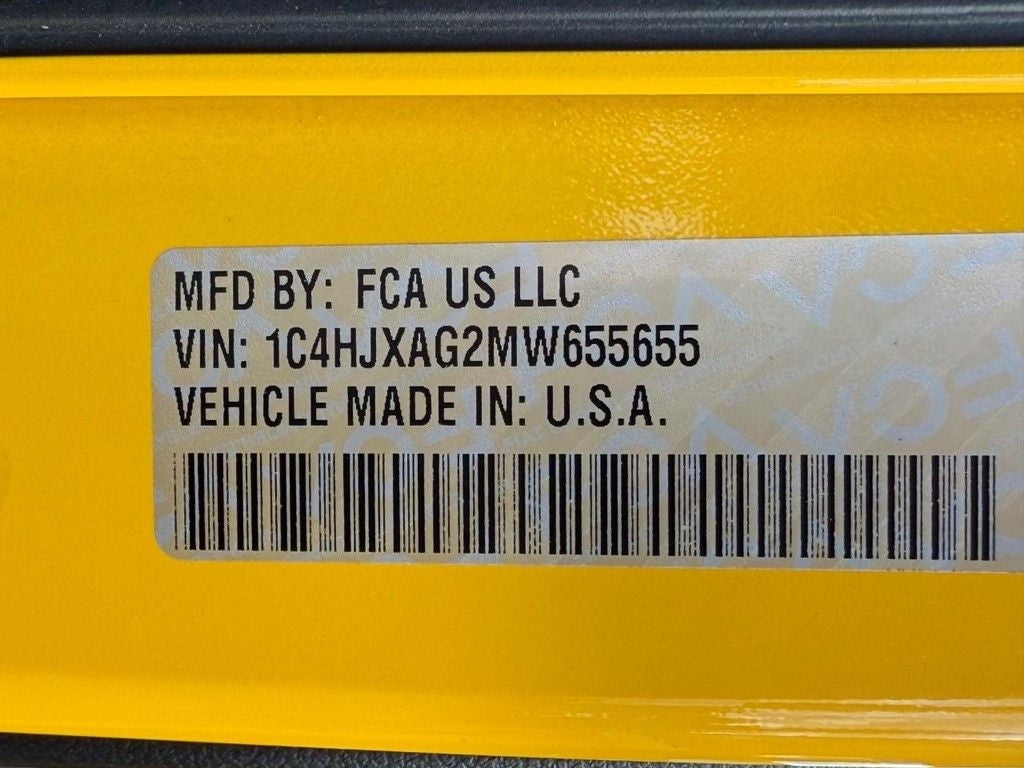 MFD BY: FCA US LLC
VIN: 1C4HJXAG2MW655655
VEHICLE MADE IN: U.S.A.